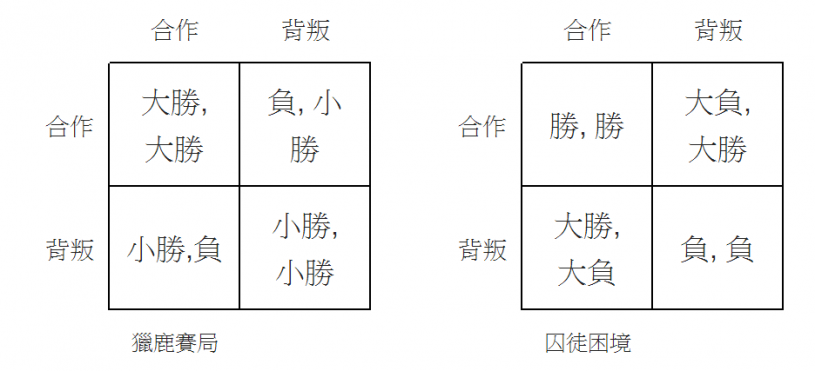 合作 背叛 合作 背叛
大勝, 負, 小 大負,
合作 合作 勝, 勝
大勝 勝 大勝
小勝, 大勝,
背叛 小勝,負 背叛 負, 負
小勝 大負
獵鹿賽局 囚徒困境